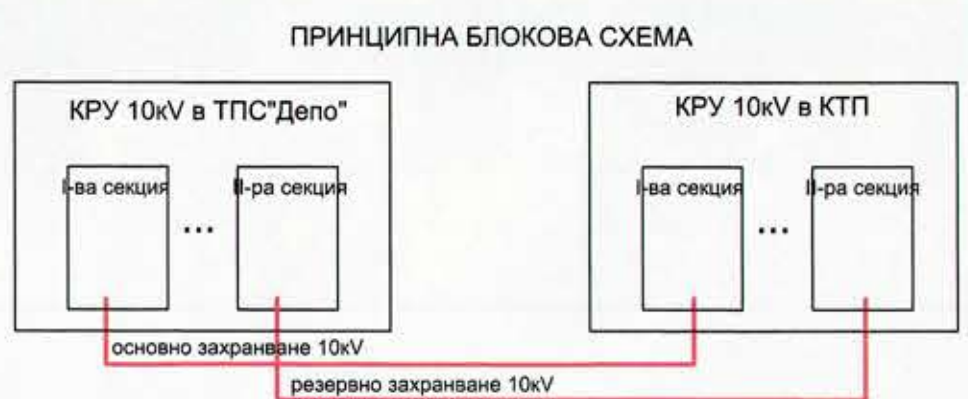 ПРИНЦИПНА БЛОКОВА СХЕМА
КРУ 10кV в ТПС"Депо"
КРУ 10кV в КТП
I-ва секция
...
II-ра секция
I-ва секция
...
II-ра секция
основно захранване 10кV
резервно захранване 10кV